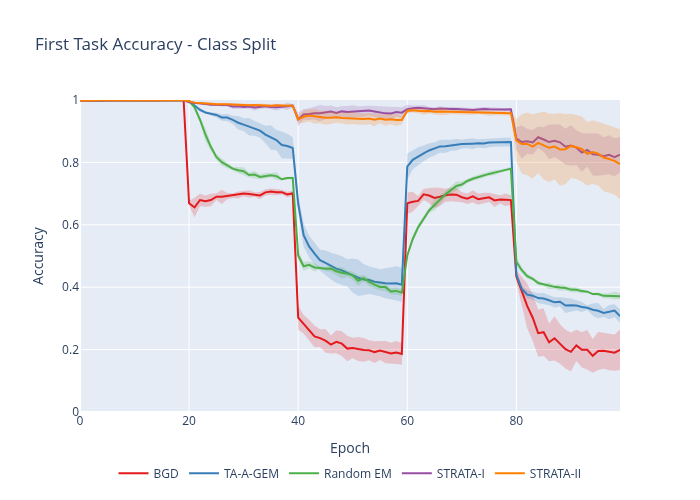 First Task Accuracy - Class Split
1
0.8
0.6
0.4
0.2
0
Accuracy
0 20 40 60 80
Epoch
BGD TA-A-GEM Random EM STRATA-I STRATA-II